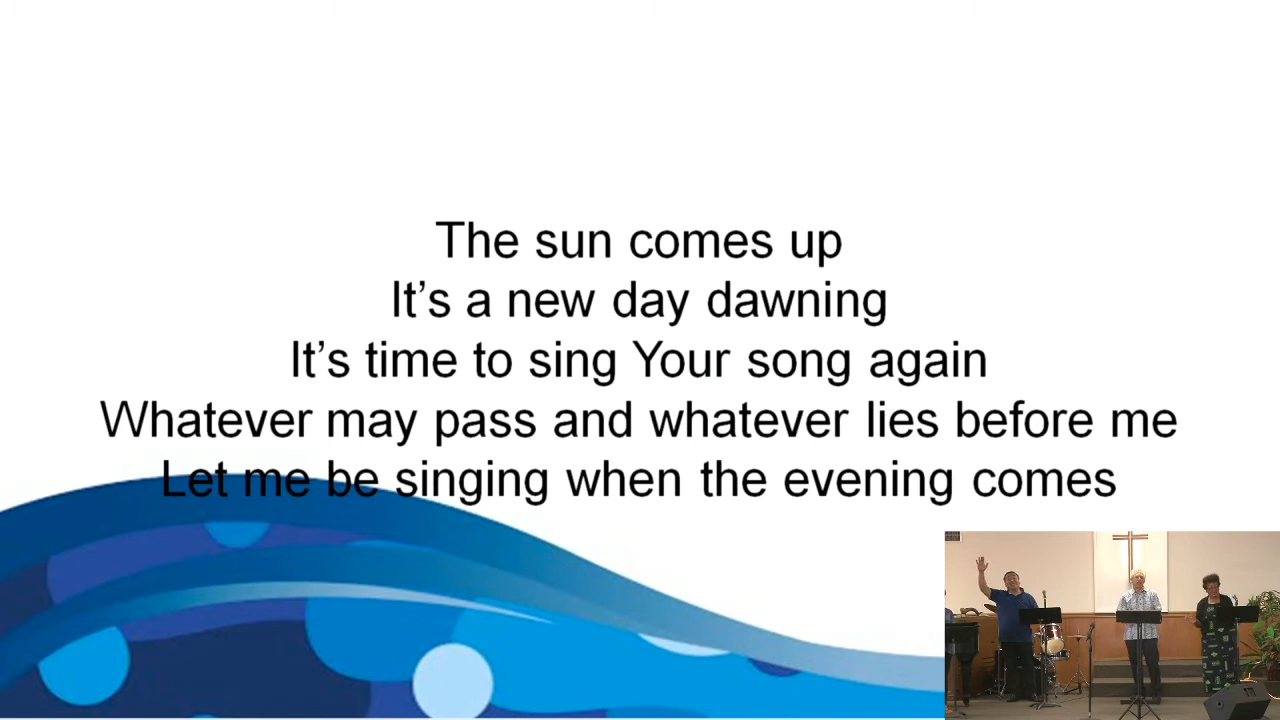 The sun comes up
It’s a new day dawning
It’s time to sing Your song again
Whatever may pass and whatever lies before me
Let me be singing when the evening comes